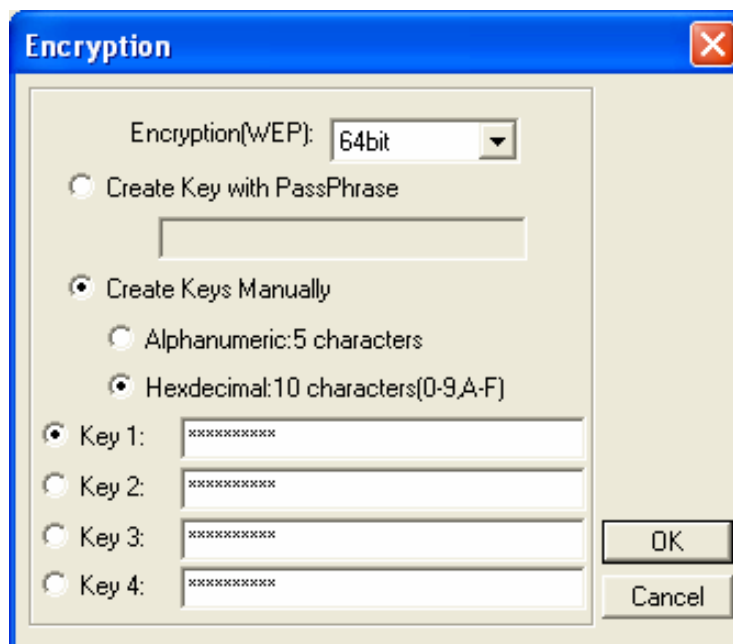 Encryption
Encryption(WEP): 64bit
Create Key with PassPhrase
Create Keys Manually
Alphanumeric:5 characters
Hexdecimal:10 characters(0-9,A-F)
Key 1: **********
Key 2: **********
Key 3: **********
Key 4: **********
OK
Cancel